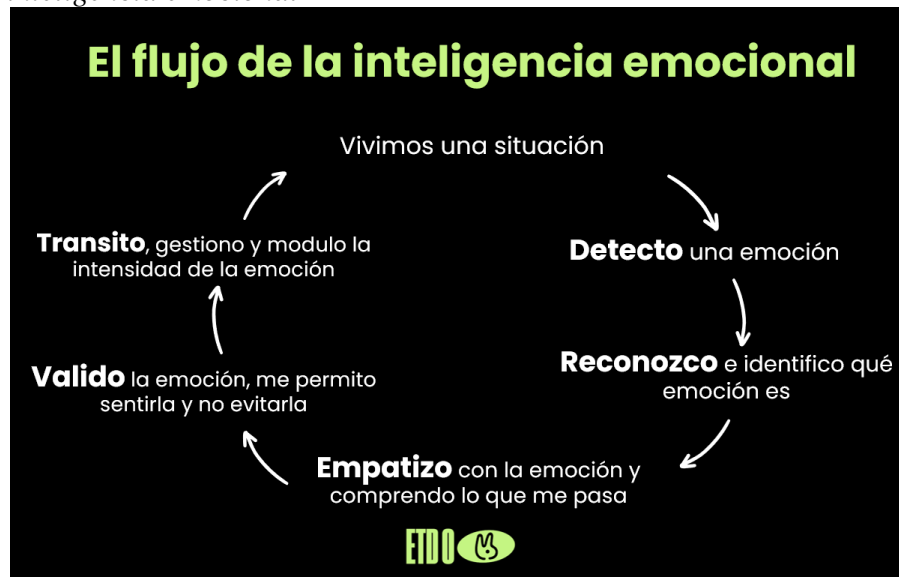 El flujo de la inteligencia emocional
Vivimos una situación
Detecto una emoción
Reconozco e identifico qué
emoción es
Empatizo con la emoción y
comprendo lo que me pasa
Valido la emoción, me permito
sentirla y no evitarla
Transito, gestiono y modulo la
intensidad de la emoción
ETDO